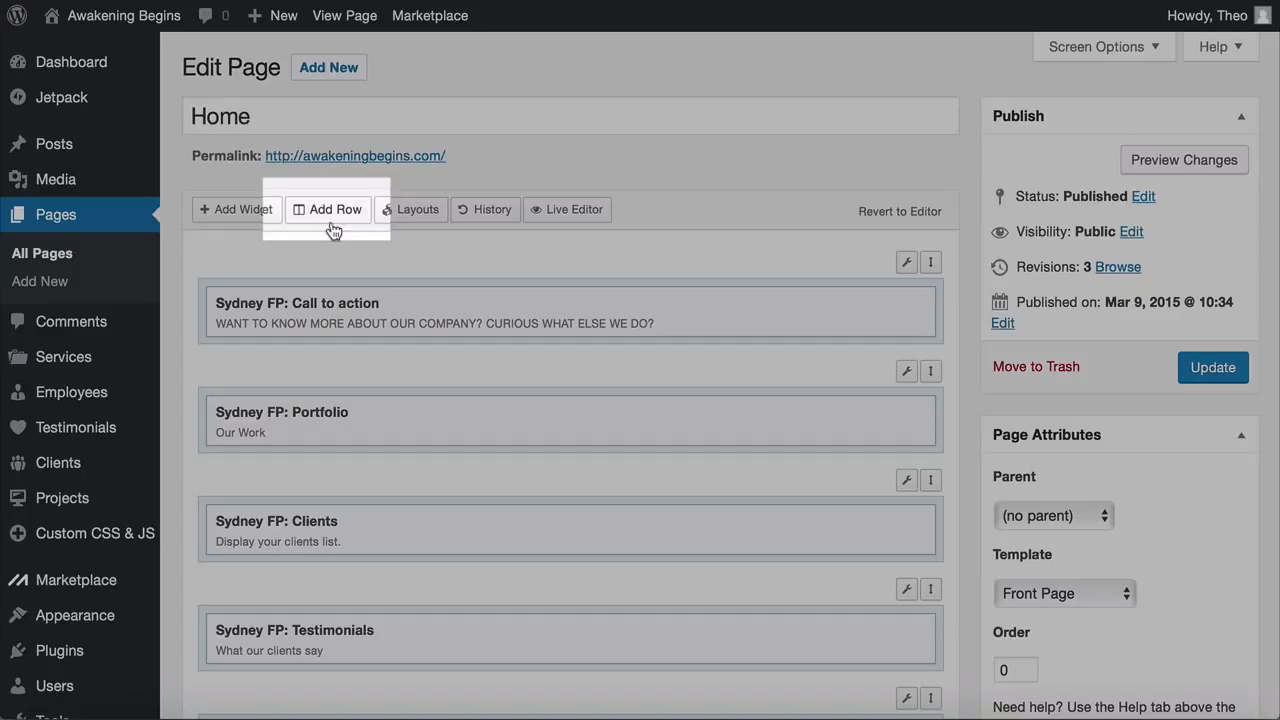 Awakening Begins
0
New
View Page
Marketplace
Howdy, Theo
Dashboard
Jetpack
Posts
Media
Pages
All Pages
Add New
Comments
Services
Employees
Testimonials
Clients
Projects
Custom CSS & JS
Marketplace
Appearance
Plugins
Users
Screen Options
Help
Edit Page
Add New
Home
Permalink: http://awakeningbegins.com/
Add Widget
Add Row
Layouts
History
Live Editor
Revert to Editor
Sydney FP: Call to action
WANT TO KNOW MORE ABOUT OUR COMPANY? CURIOUS WHAT ELSE WE DO?
Sydney FP: Portfolio
Our Work
Sydney FP: Clients
Display your clients list.
Sydney FP: Testimonials
What our clients say
Publish
Preview Changes
Status: Published Edit
Visibility: Public Edit
Revisions: 3 Browse
Published on: Mar 9, 2015 @ 10:34
Edit
Move to Trash
Update
Page Attributes
Parent
(no parent)
Template
Front Page
Order
0
Need help? Use the Help tab above the